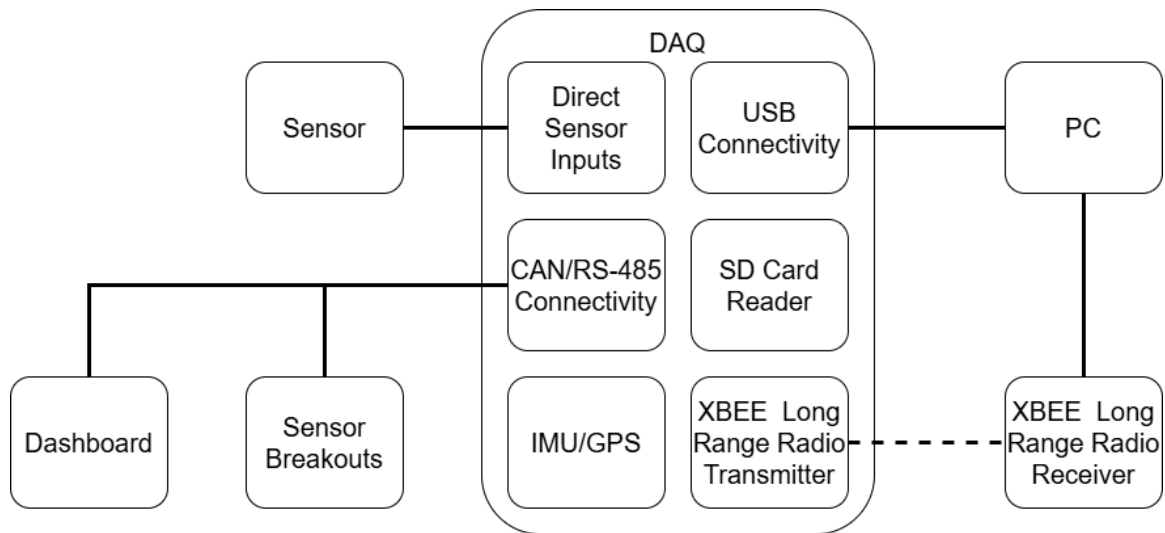 DAQ
Sensor
Direct
Sensor
Inputs
USB
Connectivity
PC
CAN/RS-485
Connectivity
SD Card
Reader
Dashboard
Sensor
Breakouts
IMU/GPS
XBEE Long
Range Radio
Transmitter
XBEE Long
Range Radio
Receiver